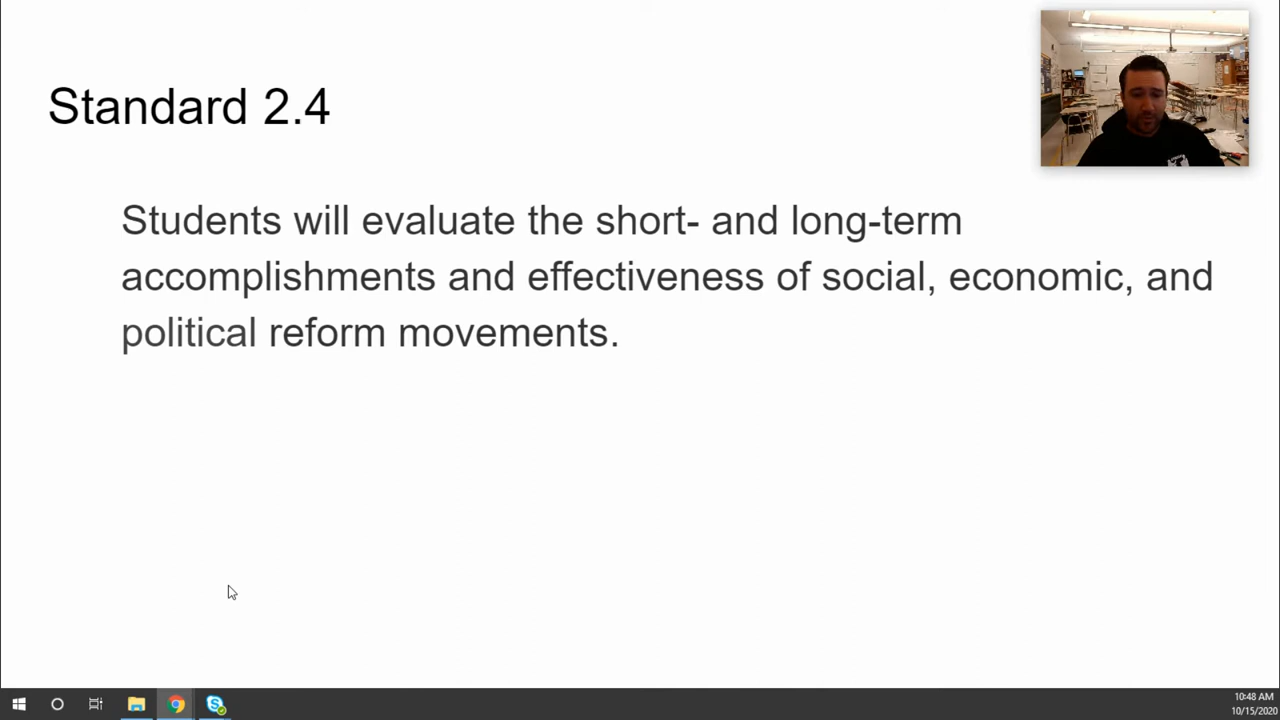 Standard 2.4
Students will evaluate the short- and long-term
accomplishments and effectiveness of social, economic, and
political reform movements.
10:48 AM
10/15/2020